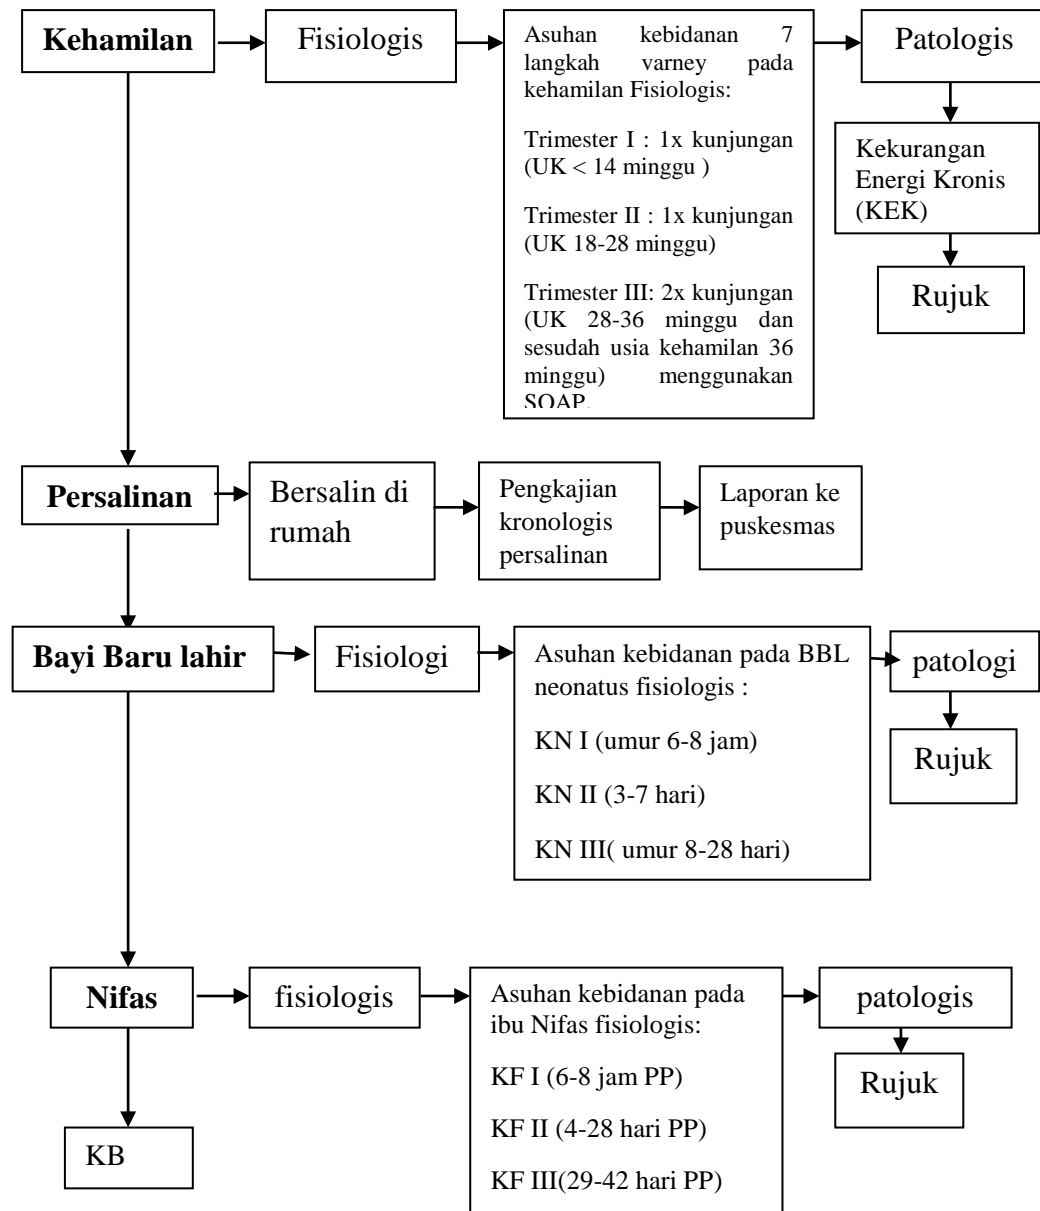 Kehamilan
Fisiologis
Asuhan kebidanan 7
langkah varney pada
kehamilan Fisiologis:
Trimester I : 1x kunjungan
(UK < 14 minggu )
Trimester II : 1x kunjungan
(UK 18-28 minggu)
Trimester III: 2x kunjungan
(UK 28-36 minggu dan
sesudah usia kehamilan 36
minggu) menggunakan
SOAP.
Patologis
Kekurangan
Energi Kronis
(KEK)
Rujuk
Persalinan
Bersalin di
rumah
Pengkajian
kronologis
persalinan
Laporan ke
puskesmas
Bayi Baru lahir
Fisiologi
Asuhan kebidanan pada BBL
neonatus fisiologis :
KN I (umur 6-8 jam)
KN II (3-7 hari)
KN III( umur 8-28 hari)
patologi
Rujuk
Nifas
fisiologis
Asuhan kebidanan pada
ibu Nifas fisiologis:
KF I (6-8 jam PP)
KF II (4-28 hari PP)
KF III(29-42 hari PP)
patologis
Rujuk
KB